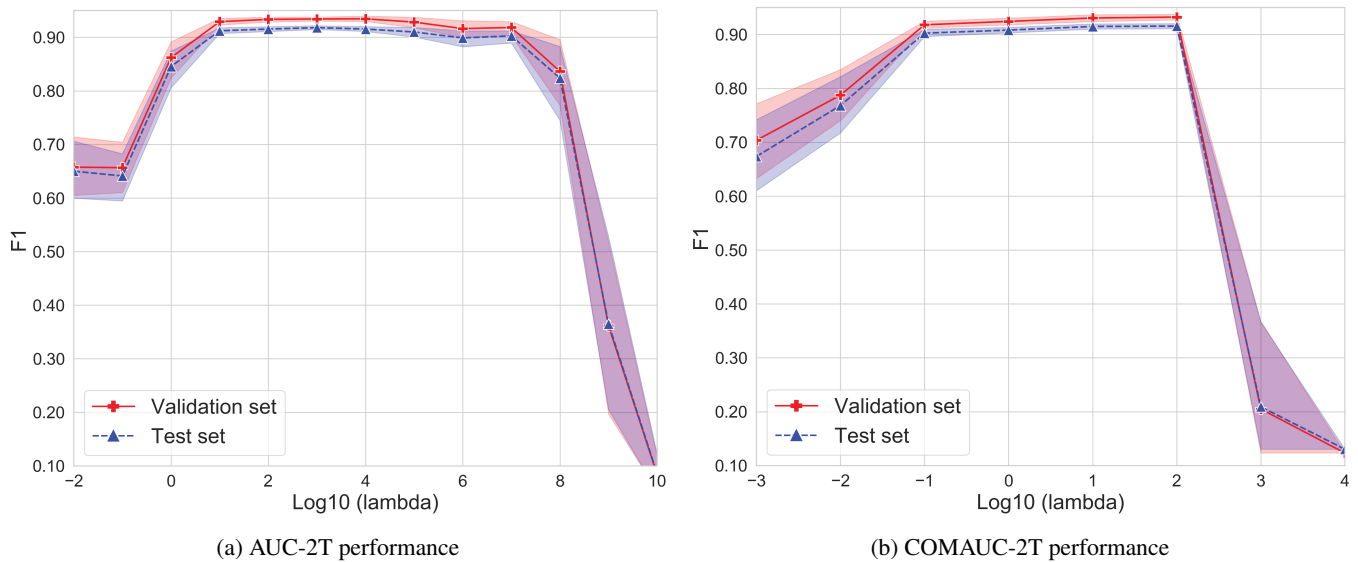 0.90
0.80
0.70
0.60
0.50
0.40
0.30
0.20
0.10
F1
Validation set
Test set
−2 0 2 4 6 8 10
Log10 (lambda)
(a) AUC-2T performance
0.90
0.80
0.70
0.60
0.50
0.40
0.30
0.20
0.10
F1
Validation set
Test set
−3 −2 −1 0 1 2 3 4
Log10 (lambda)
(b) COMAUC-2T performance